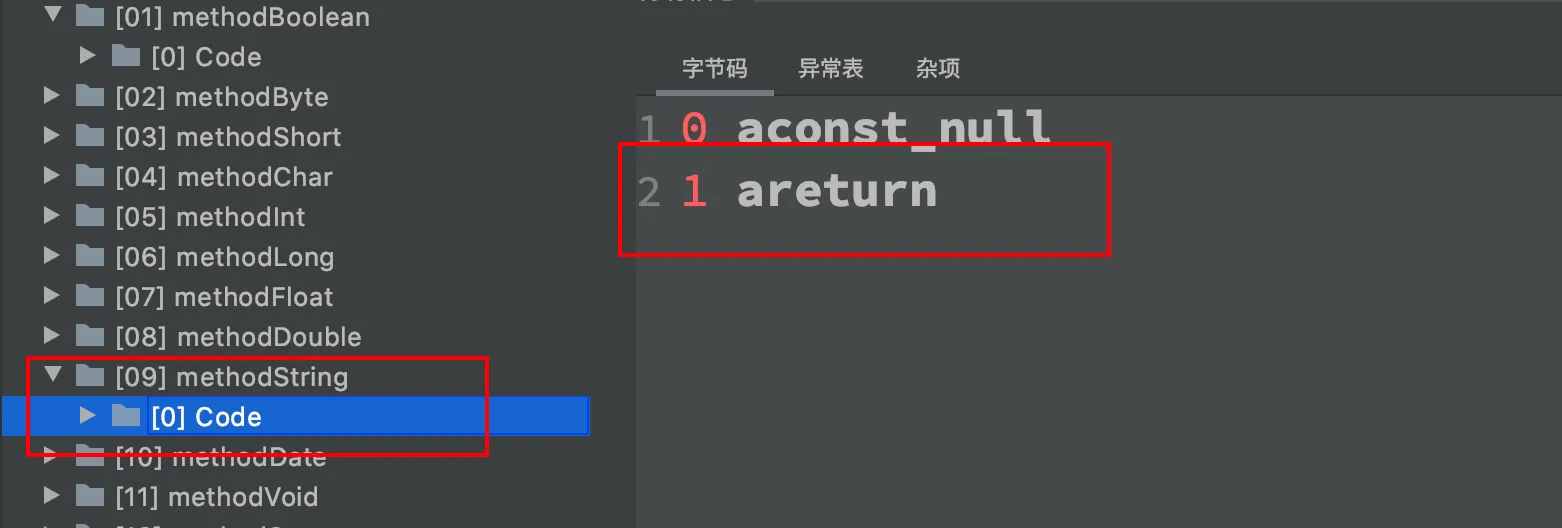 [01] methodBoolean
[0] Code
[02] methodByte
[03] methodShort
[04] methodChar
[05] methodInt
[06] methodLong
[07] methodFloat
[08] methodDouble
[09] methodString
[0] Code
[10] methodDate
[11] methodVoid
字节码 异常表 杂项
1 0 aconst_null
2 1 areturn